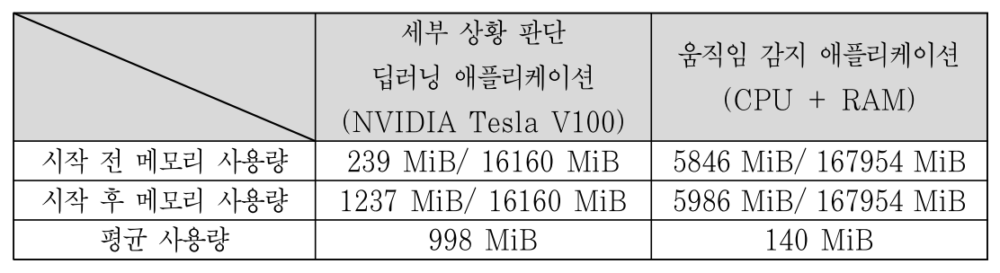 세부 상황 판단
딥러닝 애플리케이션
(NVIDIA Tesla V100)
움직임 감지 애플리케이션
(CPU + RAM)
시작 전 메모리 사용량 239 MiB/ 16160 MiB 5846 MiB/ 167954 MiB
시작 후 메모리 사용량 1237 MiB/ 16160 MiB 5986 MiB/ 167954 MiB
평균 사용량 998 MiB 140 MiB